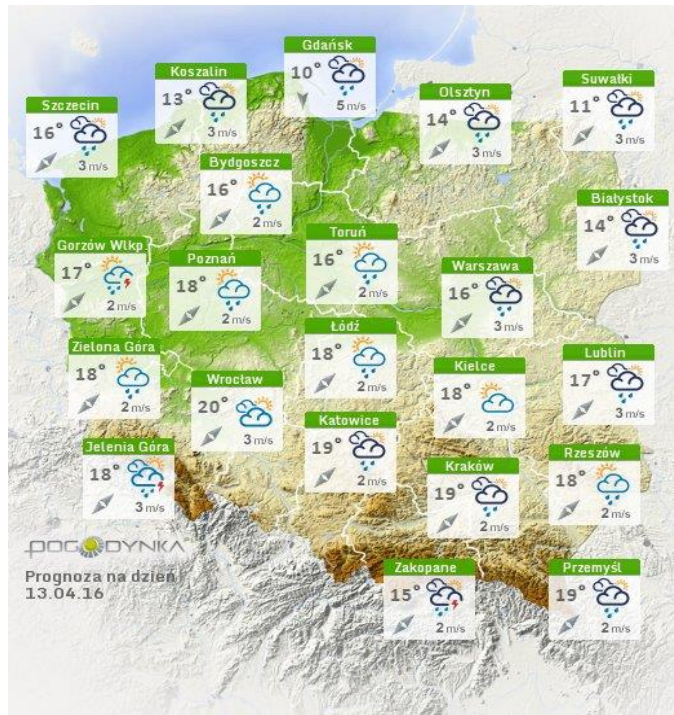 Gdańsk
10°
5 m/s
Koszalin
13°
3 m/s
Suwałki
11°
3 m/s
Olsztyn
14°
3 m/s
Szczecin
16°
3 m/s
Bydgoszcz
16°
2 m/s
Białystok
14°
3 m/s
Toruń
16°
2 m/s
Gorzów Wlkp
17°
2 m/s
Poznań
18°
2 m/s
Warszawa
16°
3 m/s
Łódź
18°
2 m/s
Zielona Góra
18°
2 m/s
Lublin
17°
3 m/s
Kielce
18°
2 m/s
Wrocław
20°
3 m/s
Katowice
19°
2 m/s
Jelenia Góra
18°
3 m/s
Rzeszów
18°
2 m/s
Kraków
19°
2 m/s
POGODYNKA
Prognoza na dzień
13.04.16
Zakopane
15°
2 m/s
Przemyśl
19°
2 m/s